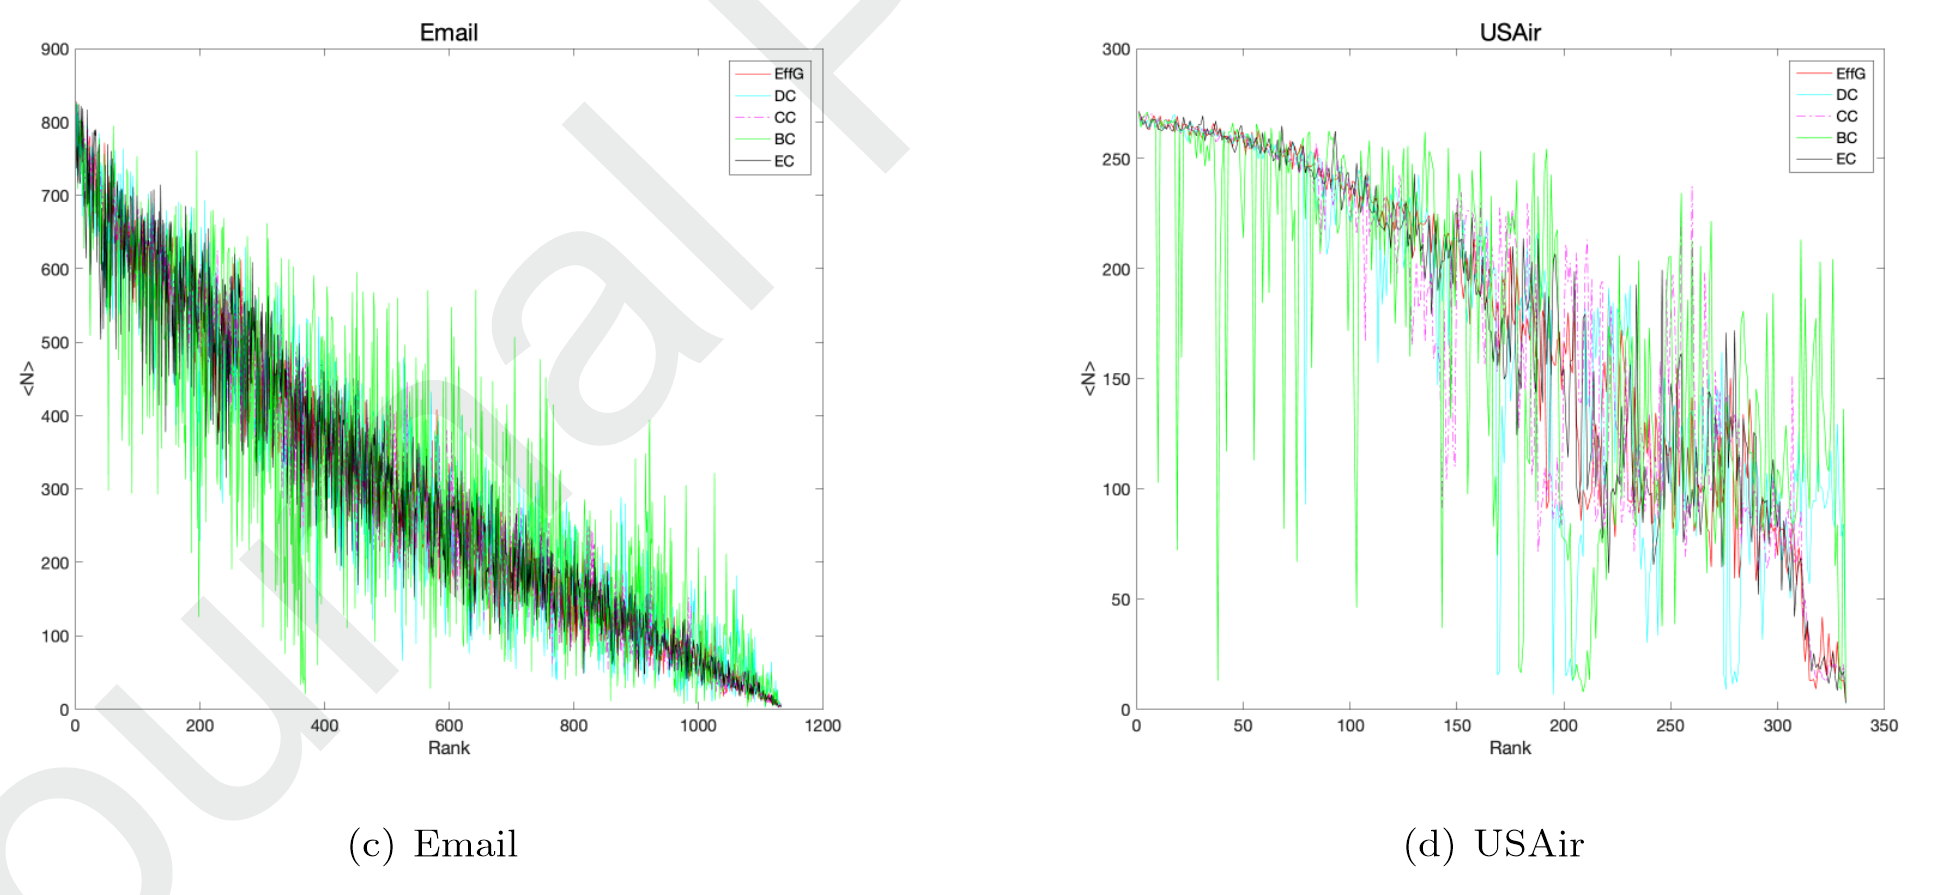 Email
900
800
700
600
500
400
300
200
100
0
<N>
0 200 400 600 800 1000 1200
Rank
EffG
DC
CC
BC
EC
(c) Email
USAir
300
250
200
150
100
50
0
<N>
0 50 100 150 200 250 300 350
Rank
EffG
DC
CC
BC
EC
(d) USAir
ournal P